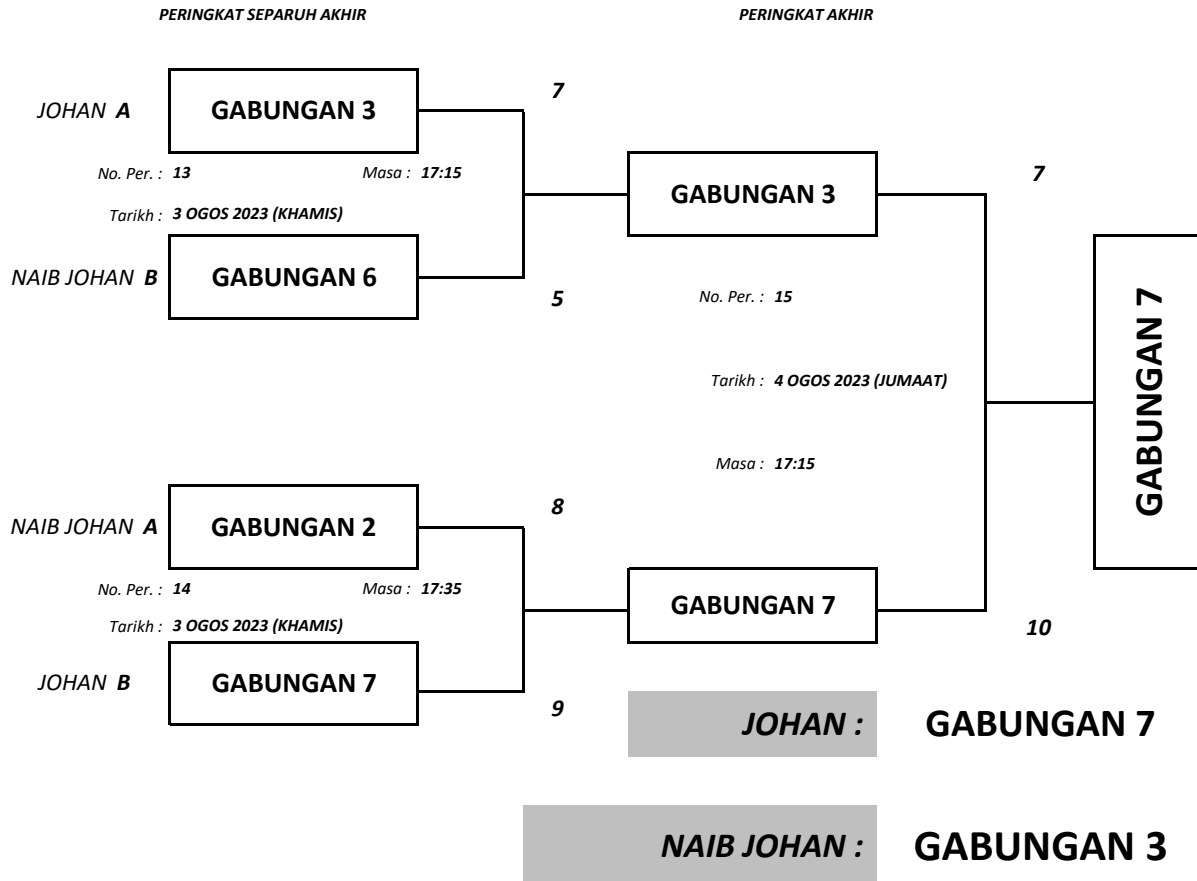 PERINGKAT SEPARUH AKHIR
PERINGKAT AKHIR
JOHAN A
GABUNGAN 3
7
No. Per. : 13
Masa : 17:15
Tarikh : 3 OGOS 2023 (KHAMIS)
NAIB JOHAN B
GABUNGAN 6
5
GABUNGAN 3
7
No. Per. : 15
Tarikh : 4 OGOS 2023 (JUMAAT)
Masa : 17:15
GABUNGAN 7
NAIB JOHAN A
GABUNGAN 2
8
No. Per. : 14
Masa : 17:35
Tarikh : 3 OGOS 2023 (KHAMIS)
JOHAN B
GABUNGAN 7
9
GABUNGAN 7
10
JOHAN : GABUNGAN 7
NAIB JOHAN : GABUNGAN 3